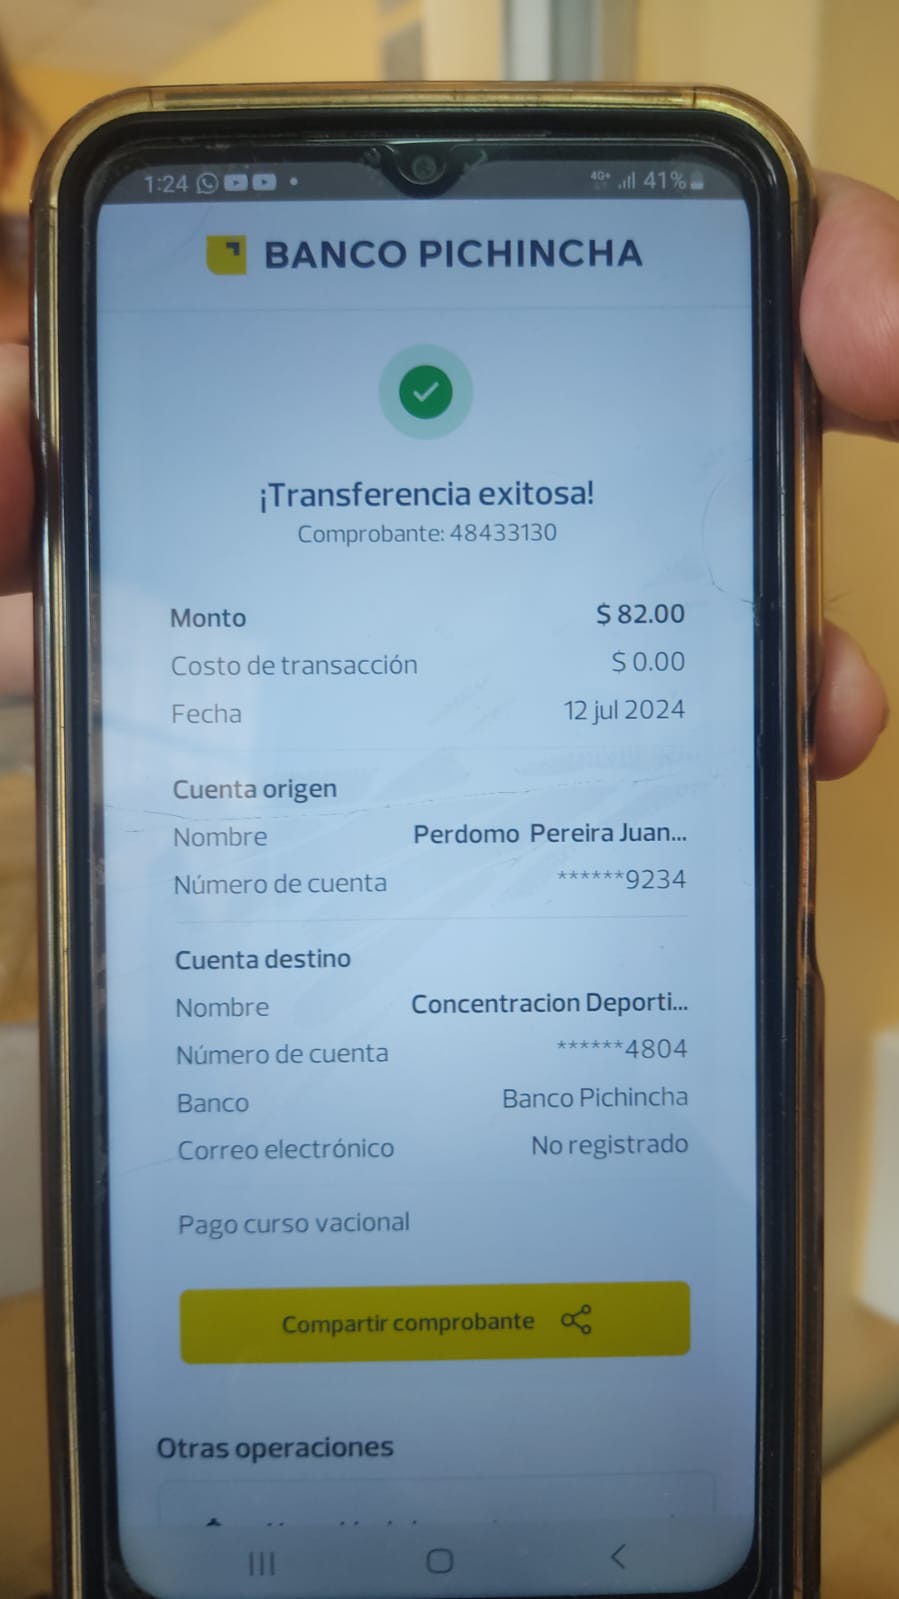 1:24 4G+ 41%
BANCO PICHINCHA
¡Transferencia exitosa!
Comprobante: 48433130
Monto $ 82.00
Costo de transacción $ 0.00
Fecha 12 jul 2024
Cuenta origen
Nombre Perdomo Pereira Juan...
Número de cuenta ******9234
Cuenta destino
Nombre Concentracion Deporti...
Número de cuenta ******4804
Banco Banco Pichincha
Correo electrónico No registrado
Pago curso vacional
Compartir comprobante
Otras operaciones